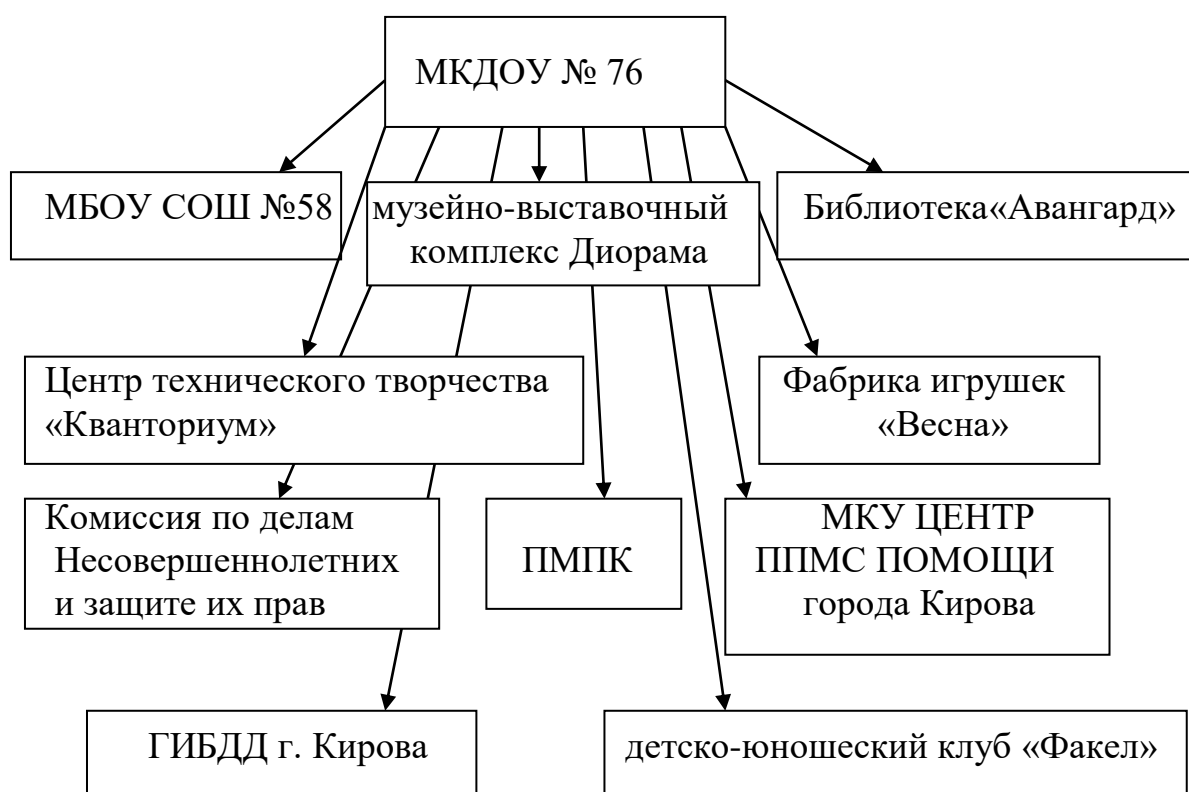 МКДОУ № 76
МБОУ СОШ №58
музейно-выставочный
комплекс Диорама
Библиотека«Авангард»
Центр технического творчества
«Кванториум»
Фабрика игрушек
«Весна»
Комиссия по делам
Несовершеннолетних
и защите их прав
ПМПК
МКУ ЦЕНТР
ППМС ПОМОЩИ
города Кирова
ГИБДД г. Кирова
детско-юношеский клуб «Факел»